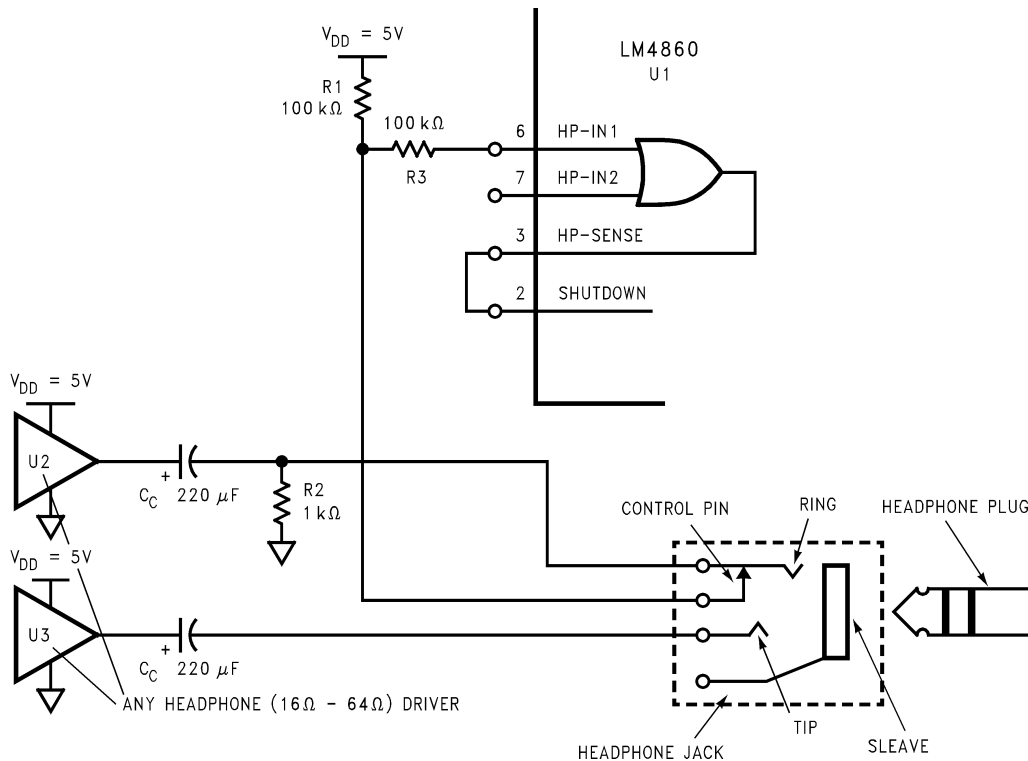 V_DD = 5V
LM4860
U1
R1
100 kΩ
100 kΩ
R3
6 HP-IN1
7 HP-IN2
3 HP-SENSE
2 SHUTDOWN
V_DD = 5V
U2
+
C_C 220 μF
R2
1 kΩ
V_DD = 5V
U3
+
C_C 220 μF
ANY HEADPHONE (16Ω - 64Ω) DRIVER
CONTROL PIN
RING
HEADPHONE PLUG
TIP
SLEAVE
HEADPHONE JACK